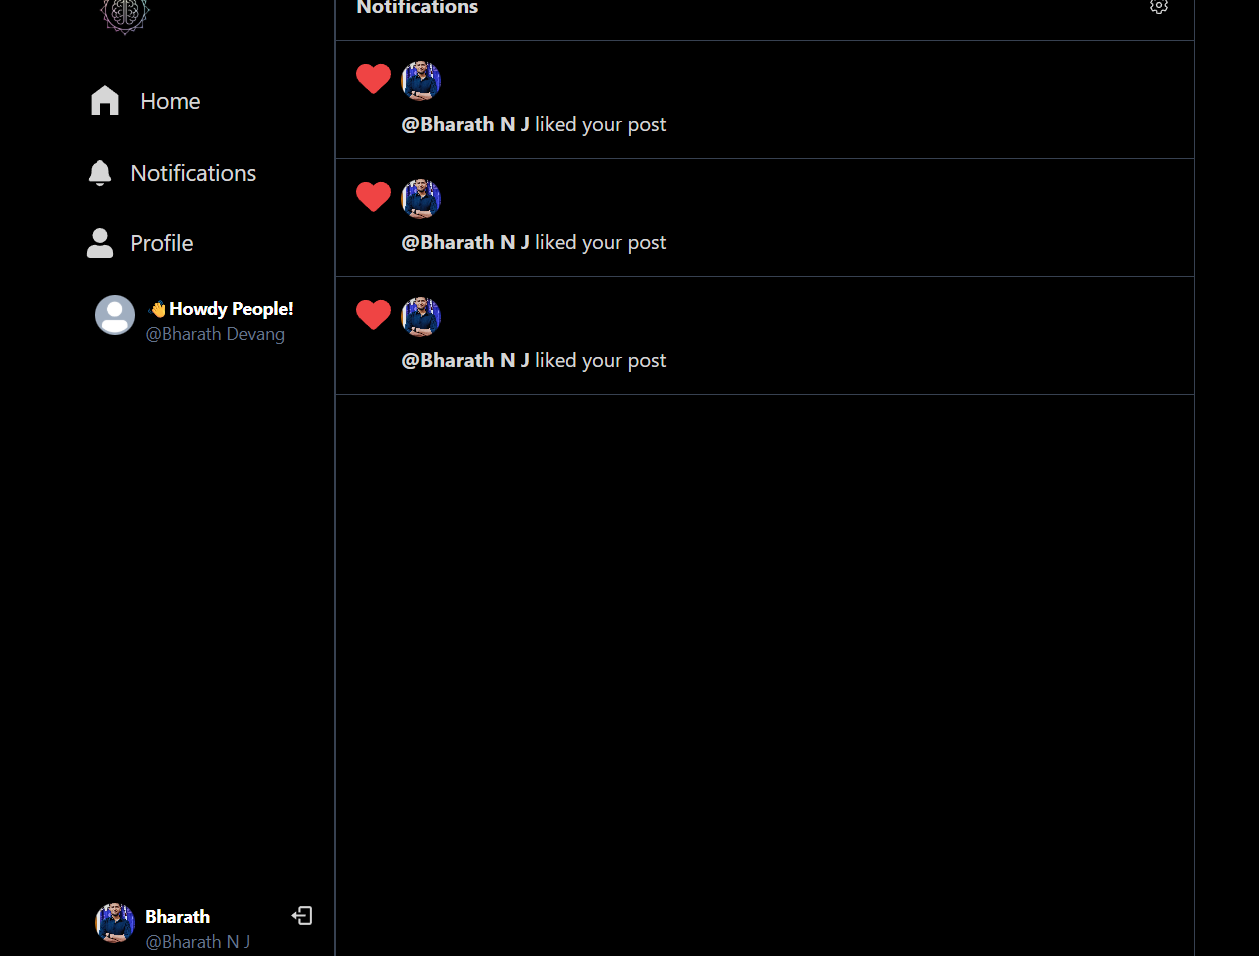 Notifications
Home
Notifications
Profile
👋Howdy People!
@Bharath Devang
@Bharath N J liked your post
@Bharath N J liked your post
@Bharath N J liked your post
Bharath
@Bharath N J